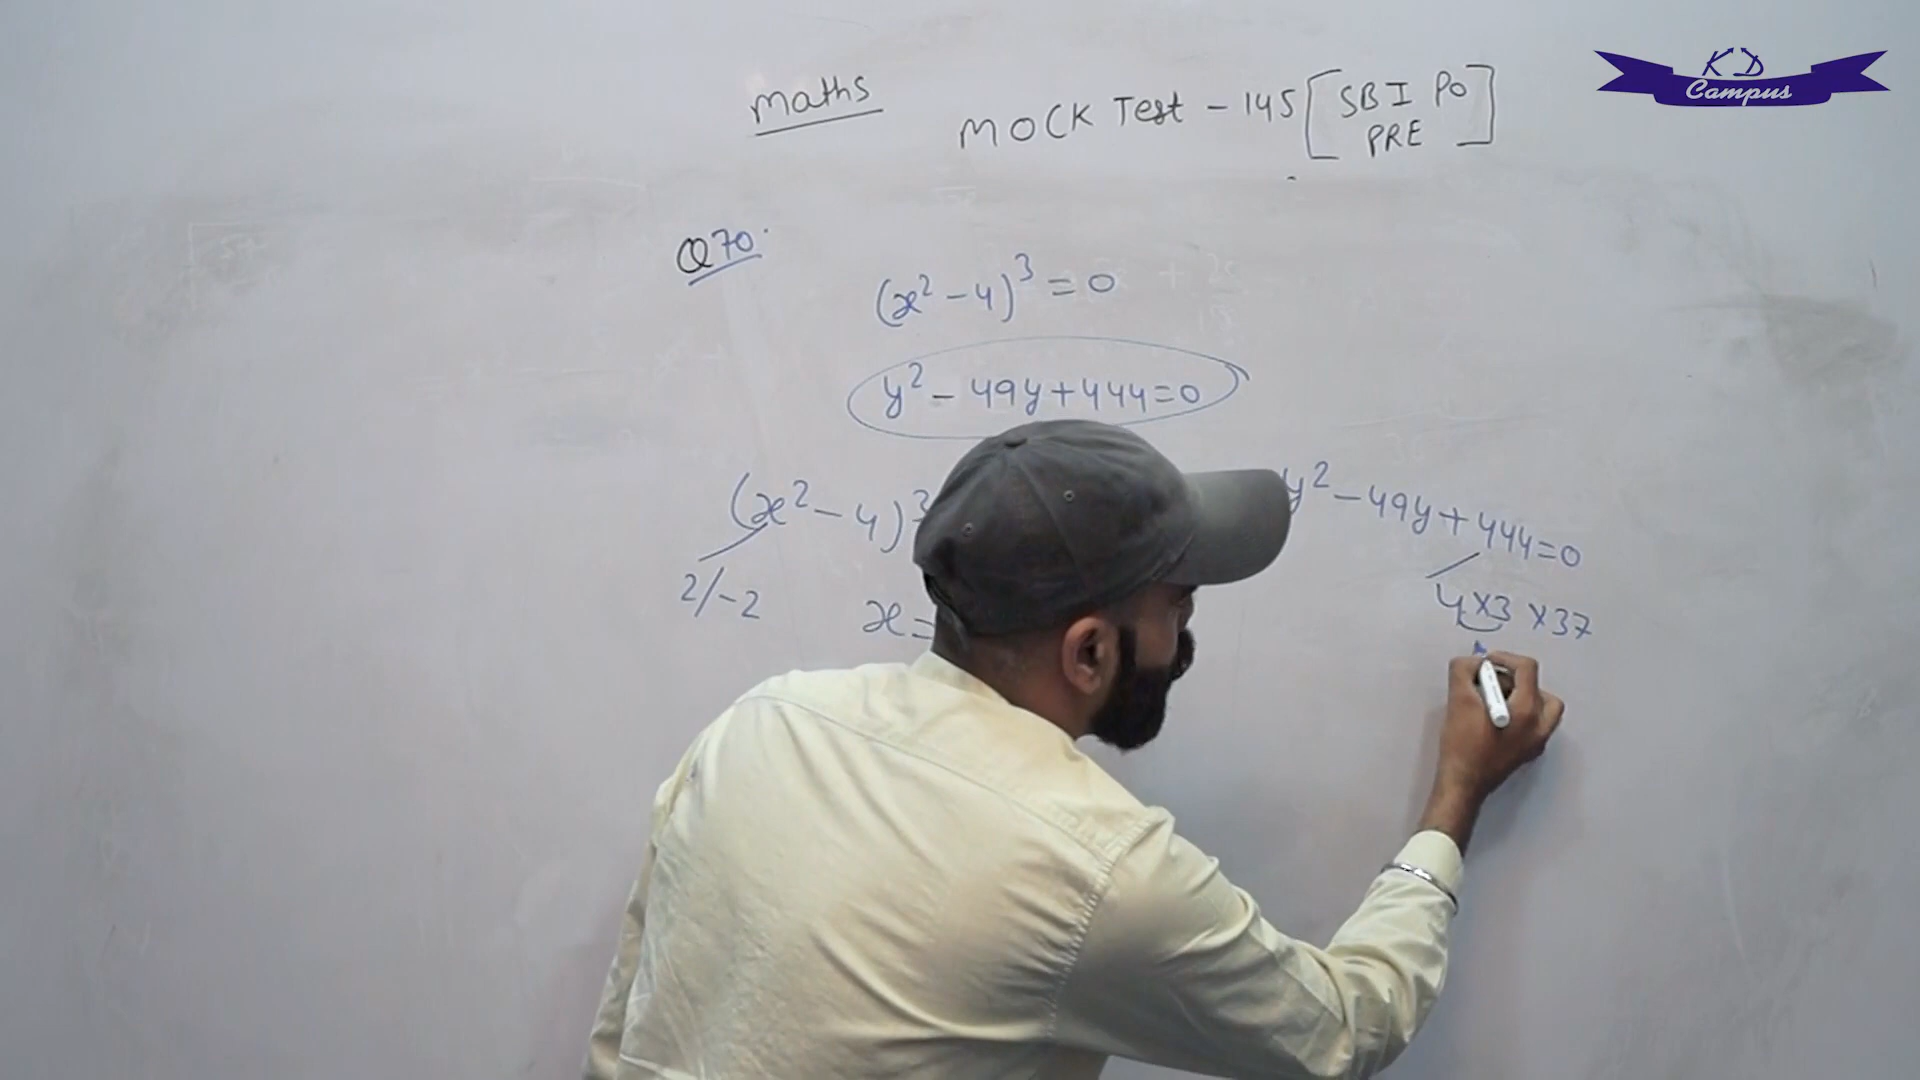 KD
Campus
Maths
MOCK Test - 145 [SBI PO
PRE]
Q70.
(x² - 4)³ = 0
y² - 49y + 444 = 0
(x² - 4)³
y² - 49y + 444 = 0
2/-2
4×3 ×37
x=